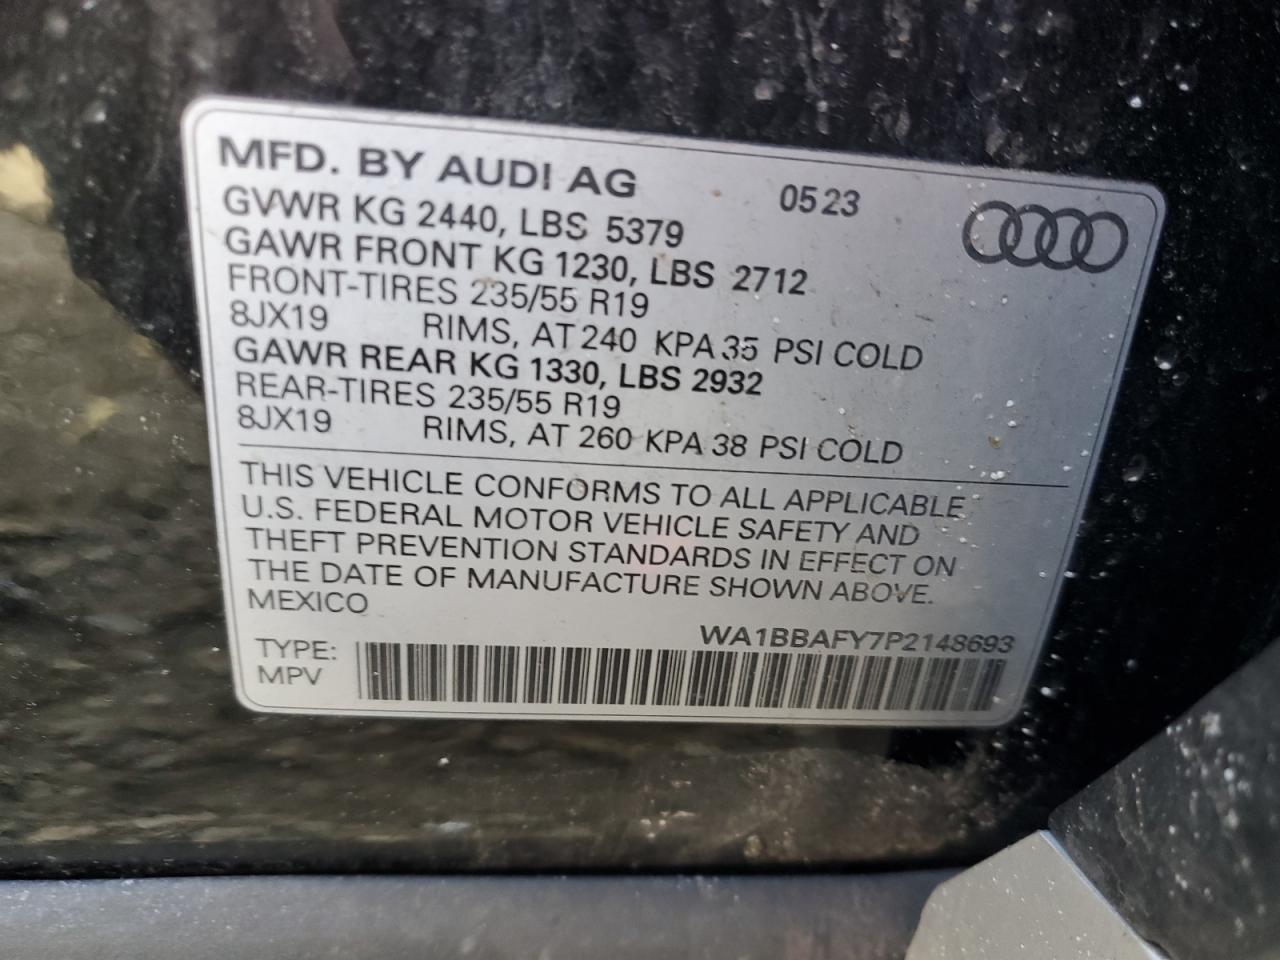 MFD. BY AUDI AG 0523
GVWR KG 2440, LBS 5379
GAWR FRONT KG 1230, LBS 2712
FRONT-TIRES 235/55 R19
8JX19 RIMS, AT 240 KPA 35 PSI COLD
GAWR REAR KG 1330, LBS 2932
REAR-TIRES 235/55 R19
8JX19 RIMS, AT 260 KPA 38 PSI COLD
THIS VEHICLE CONFORMS TO ALL APPLICABLE
U.S. FEDERAL MOTOR VEHICLE SAFETY AND
THEFT PREVENTION STANDARDS IN EFFECT ON
THE DATE OF MANUFACTURE SHOWN ABOVE.
MEXICO
WA1BBAFY7P2148693
TYPE:
MPV